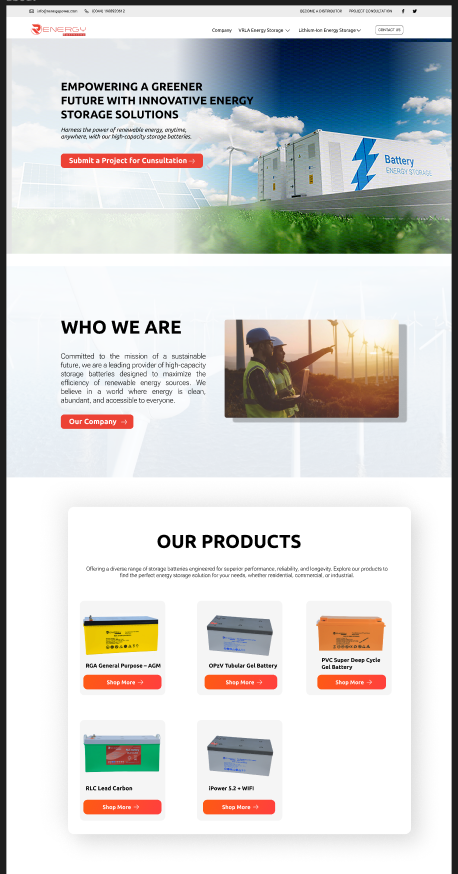 info@renergypower.com
BECOME A DISTRIBUTOR PROJECT CONSULTATION
RENERGY
Company VRLA Energy Storage Lithium-Ion Energy Storage CONTACT US
EMPOWERING A GREENER
FUTURE WITH INNOVATIVE ENERGY
STORAGE SOLUTIONS
Harness the power of renewable energy, anytime,
anywhere, with our high-capacity storage batteries.
Submit a Project for Cunsultation →
Battery
ENERGY STORAGE
WHO WE ARE
Committed to the mission of a sustainable
future, we are a leading provider of high-capacity
storage batteries designed to maximize the
efficiency of renewable energy sources. We
believe in a world where energy is clean,
abundant, and accessible to everyone.
Our Company →
OUR PRODUCTS
Offering a diverse range of storage batteries engineered for superior performance, reliability, and longevity. Explore our products to
find the perfect energy storage solution for your needs, whether residential, commercial, or industrial.
RGA General Purpose – AGM
Shop More →
OPzV Tubular Gel Battery
Shop More →
PVC Super Deep Cycle
Gel Battery
Shop More →
RLC Lead Carbon
Shop More →
iPower 5.2 + WIFI
Shop More →